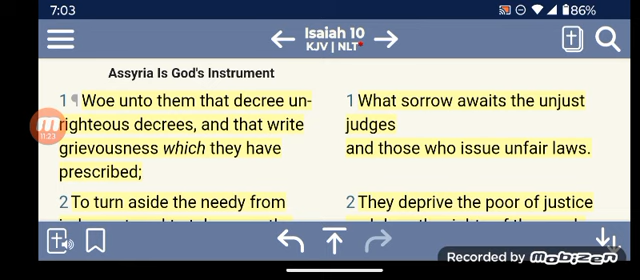 7:03
86%
Isaiah 10
KJV | NLT
Assyria Is God's Instrument
1 ¶ Woe unto them that decree un-
righteous decrees, and that write
grievousness which they have
prescribed;
2 To turn aside the needy from
1 What sorrow awaits the unjust
judges
and those who issue unfair laws.
2 They deprive the poor of justice
11:23
Recorded by MOBIZEN